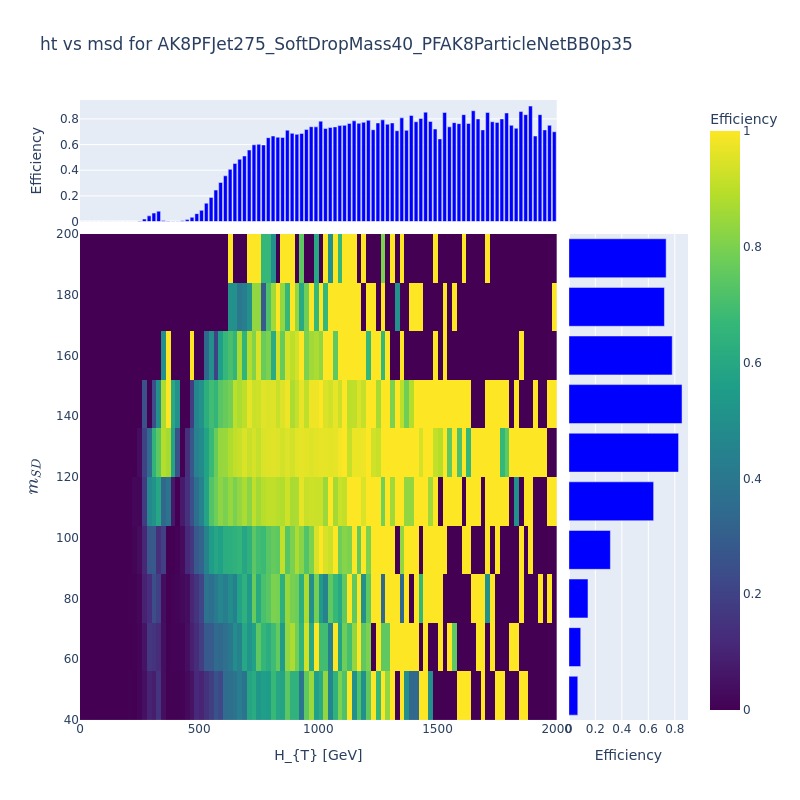 ht vs msd for AK8PFJet275_SoftDropMass40_PFAK8ParticleNetBB0p35
Efficiency
0.8
0.6
0.4
0.2
0
Efficiency
1
0.8
0.6
0.4
0.2
0
m_{SD}
200
180
160
140
120
100
80
60
40
0 500 1000 1500 2000
H_{T} [GeV]
0 0.2 0.4 0.6 0.8
Efficiency